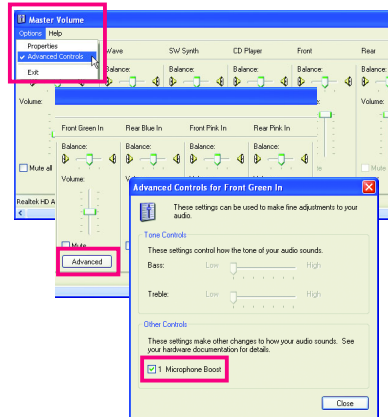 Master Volume
Options Help
Properties
Advanced Controls
Exit
Wave SW Synth CD Player Front Rear
Balance: Balance: Balance: Balance: Balance:
Volume: Volume:
Mute all Mute
Realtek HD A
Front Green In Rear Blue In Front Pink In Rear Pink In
Balance: Balance: Balance: Balance:
Volume:
Mute
Advanced
Advanced Controls for Front Green In
These settings can be used to make fine adjustments to your
audio.
Tone Controls
These settings control how the tone of your audio sounds.
Bass: Low High
Treble: Low High
Other Controls
These settings make other changes to how your audio sounds. See
your hardware documentation for details.
1 Microphone Boost
Close